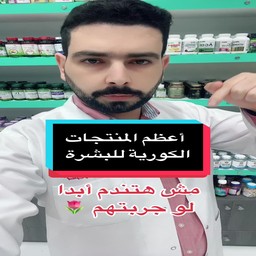 أعظم المنتجات
الكورية للبشرة
مش هتندم أبدا
لو جربتهم 🌷